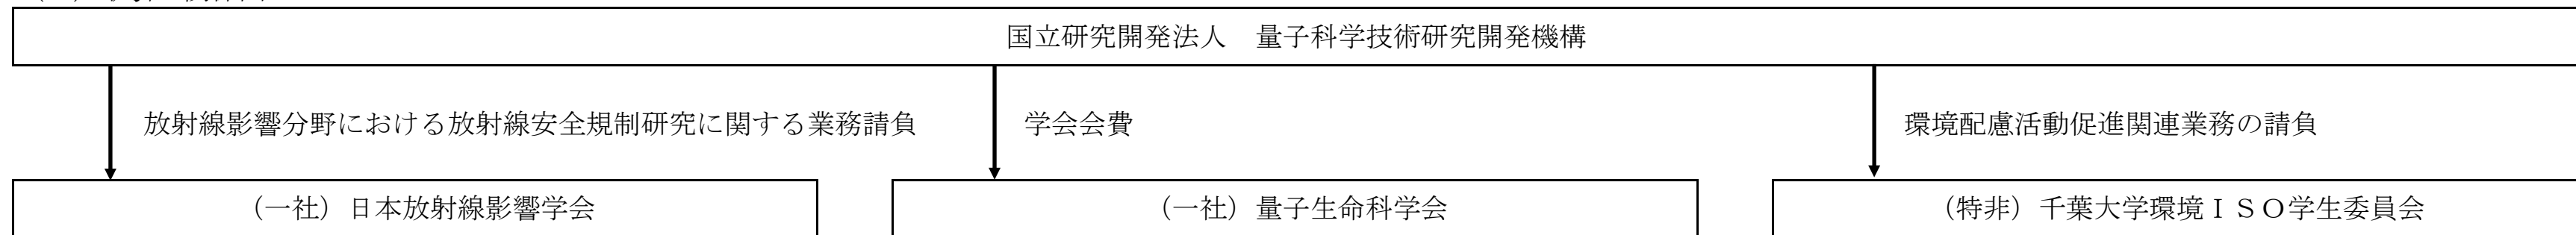 国立研究開発法人　量子科学技術研究開発機構
放射線影響分野における放射線安全規制研究に関する業務請負
学会会費
環境配慮活動促進関連業務の請負
（一社）日本放射線影響学会
（一社）量子生命科学会
（特非）千葉大学環境ＩＳＯ学生委員会